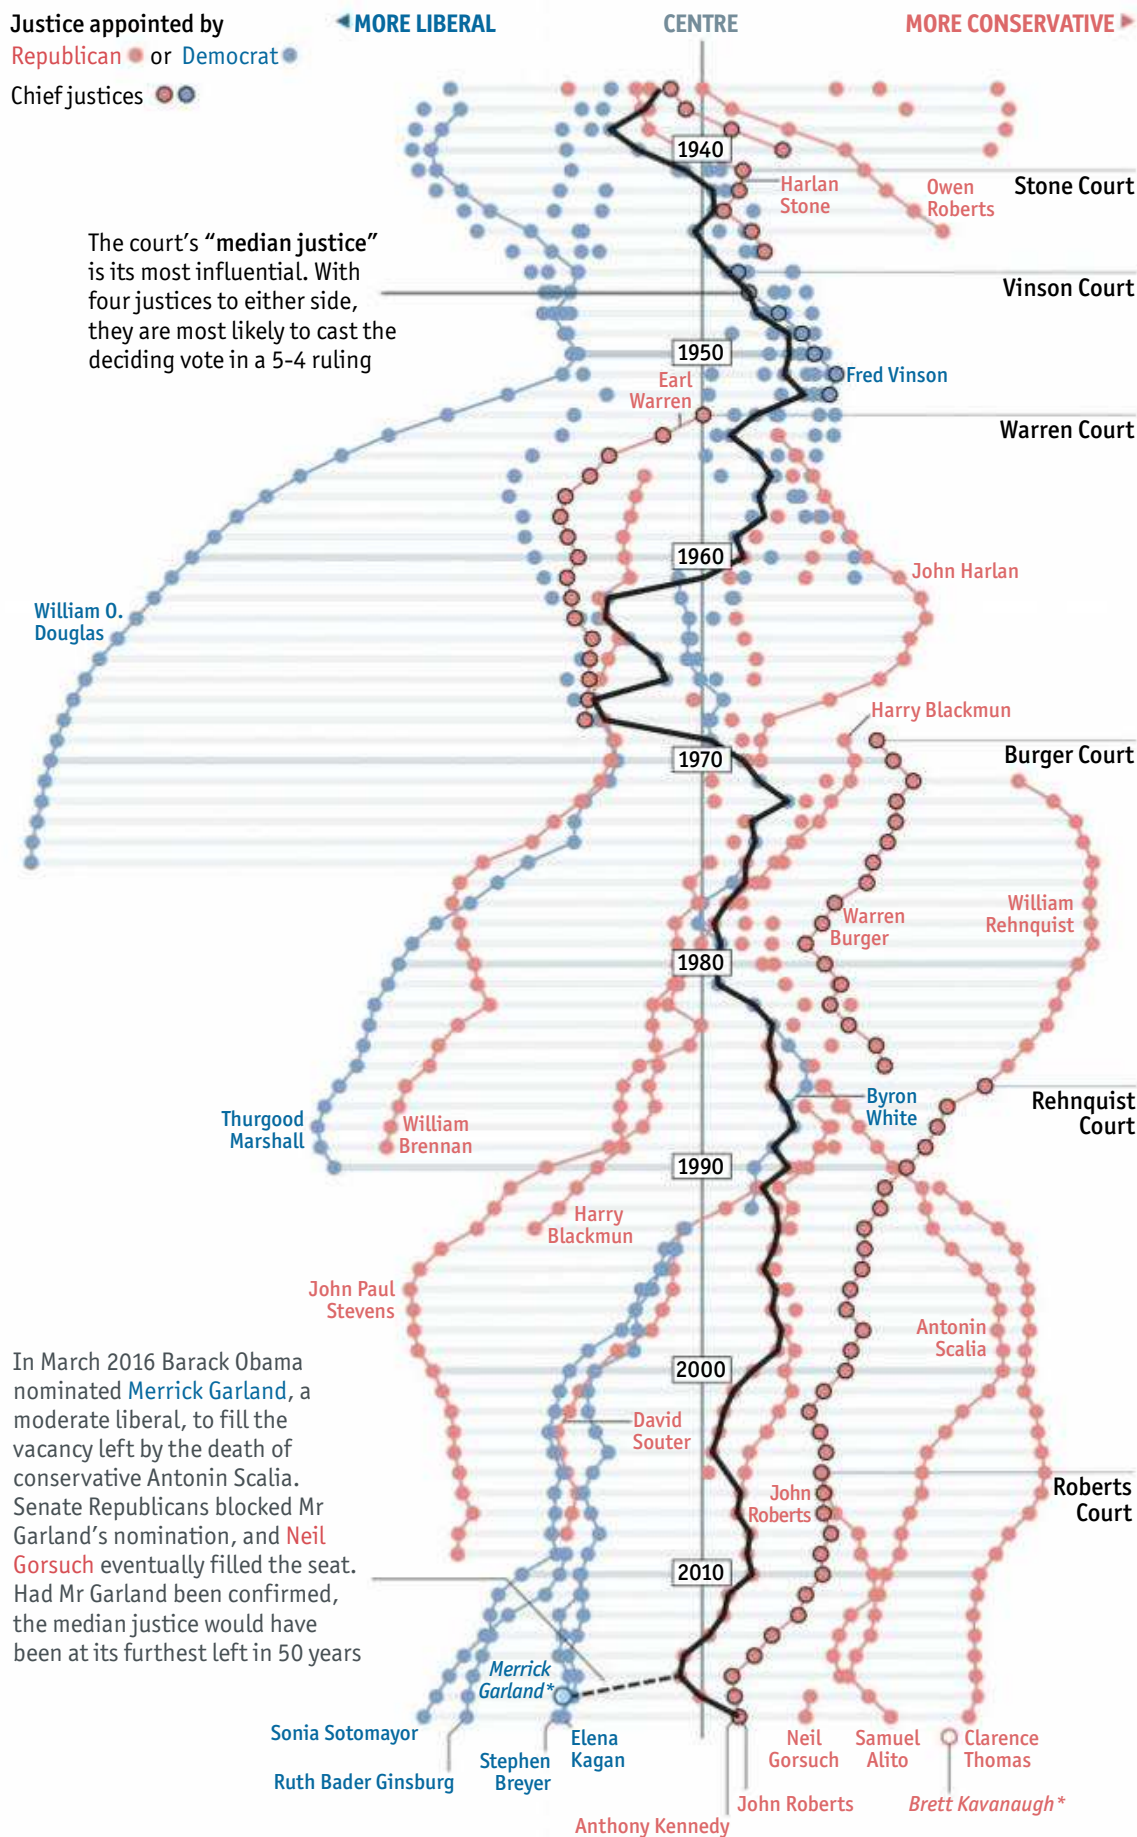 Justice appointed by
Republican or Democrat
Chief justices
MORE LIBERAL
CENTRE
MORE CONSERVATIVE
1940
Harlan
Stone
Owen
Roberts
Stone Court
The court's "median justice"
is its most influential. With
four justices to either side,
they are most likely to cast the
deciding vote in a 5-4 ruling
Vinson Court
1950
Fred Vinson
Earl
Warren
Warren Court
1960
John Harlan
William O.
Douglas
Harry Blackmun
Burger Court
1970
Warren
Burger
William
Rehnquist
1980
Byron
White
Rehnquist
Court
Thurgood
Marshall
William
Brennan
1990
Harry
Blackmun
John Paul
Stevens
Antonin
Scalia
In March 2016 Barack Obama
nominated Merrick Garland, a
moderate liberal, to fill the
vacancy left by the death of
conservative Antonin Scalia.
Senate Republicans blocked Mr
Garland's nomination, and Neil
Gorsuch eventually filled the seat.
Had Mr Garland been confirmed,
the median justice would have
been at its furthest left in 50 years
2000
David
Souter
John
Roberts
Roberts
Court
2010
Merrick
Garland*
Sonia Sotomayor
Ruth Bader Ginsburg
Stephen
Breyer
Elena
Kagan
Anthony Kennedy
John Roberts
Neil
Gorsuch
Samuel
Alito
Clarence
Thomas
Brett Kavanaugh*